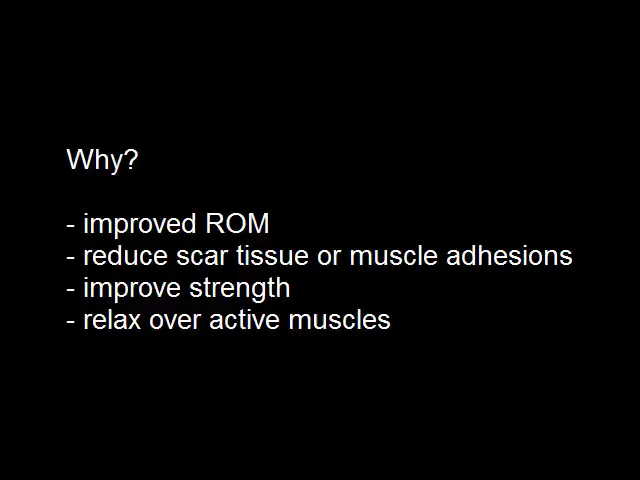 Why?
- improved ROM
- reduce scar tissue or muscle adhesions
- improve strength
- relax over active muscles